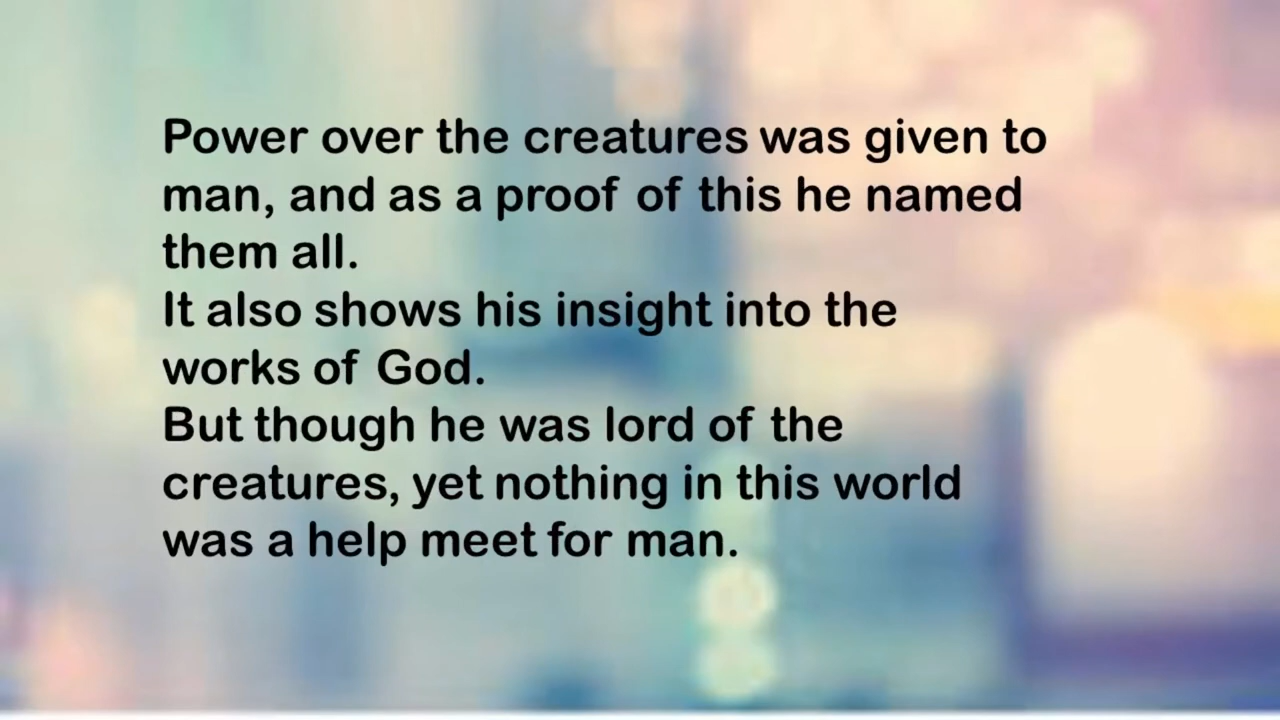 Power over the creatures was given to
man, and as a proof of this he named
them all.
It also shows his insight into the
works of God.
But though he was lord of the
creatures, yet nothing in this world
was a help meet for man.